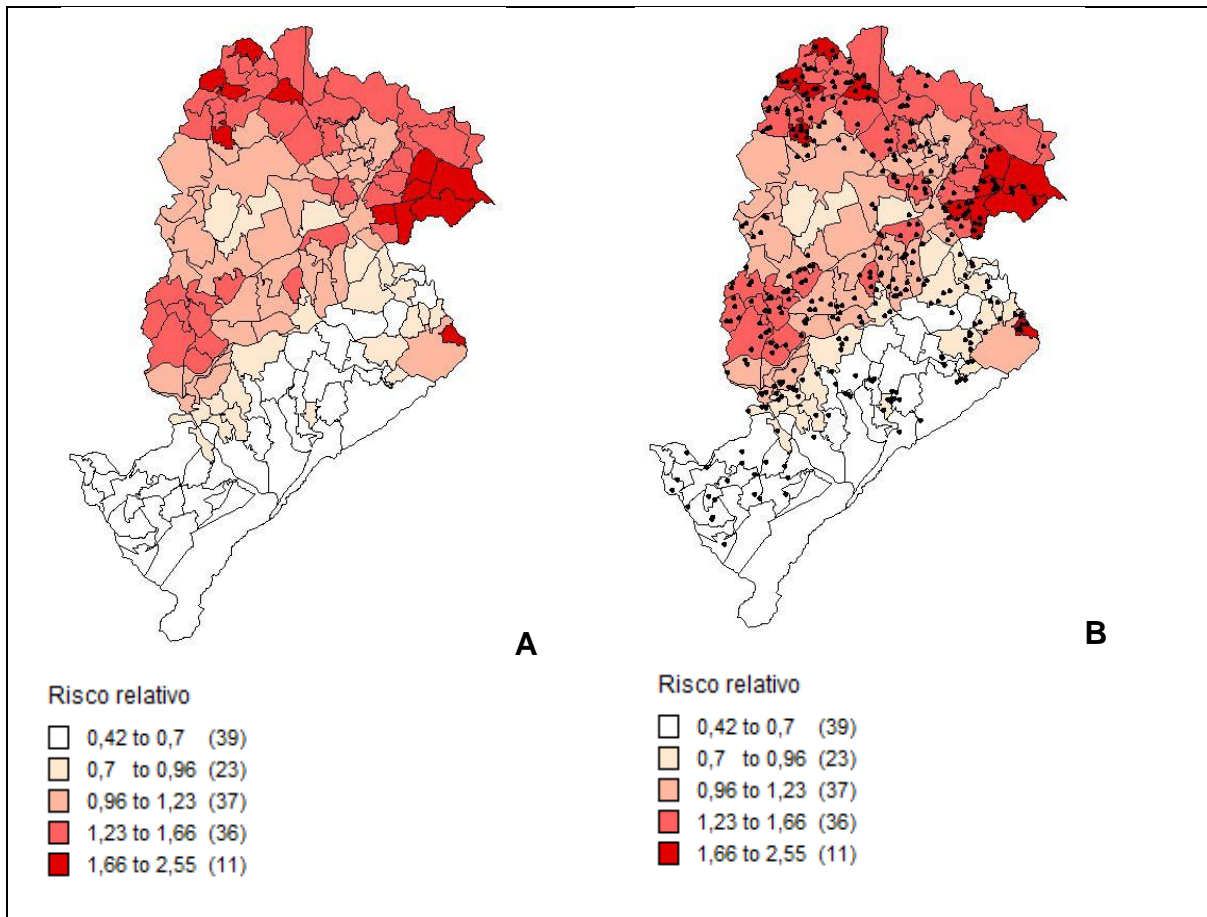 A
B
Risco relativo
0,42 to 0,7 (39)
0,7 to 0,96 (23)
0,96 to 1,23 (37)
1,23 to 1,66 (36)
1,66 to 2,55 (11)
Risco relativo
0,42 to 0,7 (39)
0,7 to 0,96 (23)
0,96 to 1,23 (37)
1,23 to 1,66 (36)
1,66 to 2,55 (11)